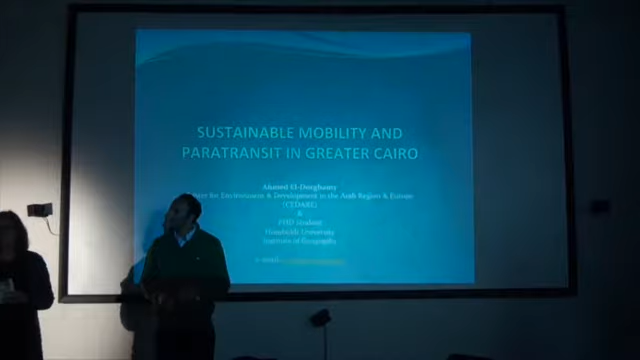 SUSTAINABLE MOBILITY AND
PARATRANSIT IN GREATER CAIRO
Ahmed El-Dorghamy
for Environment & Development in the Arab Region & Europe
(CEDARE)
&
PHD Student
Humboldt University
Institute of Geography